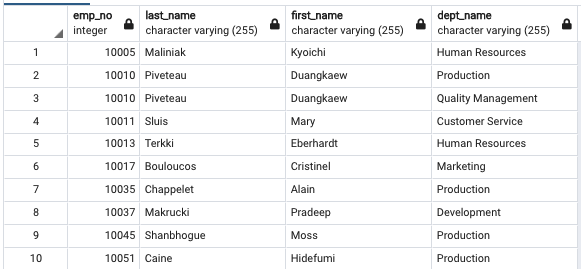 emp_no last_name first_name dept_name
integer character varying (255) character varying (255) character varying (255)
1 10005 Maliniak Kyoichi Human Resources
2 10010 Piveteau Duangkaew Production
3 10010 Piveteau Duangkaew Quality Management
4 10011 Sluis Mary Customer Service
5 10013 Terkki Eberhardt Human Resources
6 10017 Bouloucos Cristinel Marketing
7 10035 Chappelet Alain Production
8 10037 Makrucki Pradeep Development
9 10045 Shanbhogue Moss Production
10 10051 Caine Hidefumi Production